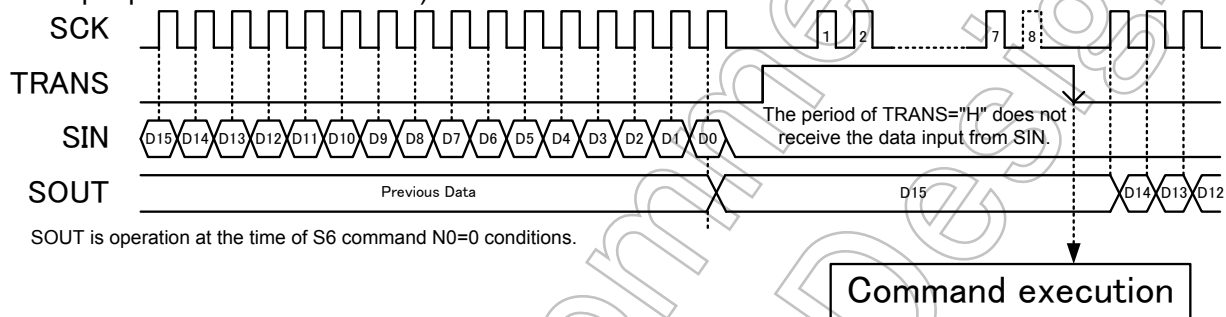 SCK
1 2 7 8
TRANS
The period of TRANS="H" does not
receive the data input from SIN.
SIN
D15 D14 D13 D12 D11 D10 D9 D8 D7 D6 D5 D4 D3 D2 D1 D0
SOUT
Previous Data D15 D14 D13 D12
SOUT is operation at the time of S6 command N0=0 conditions.
Command execution